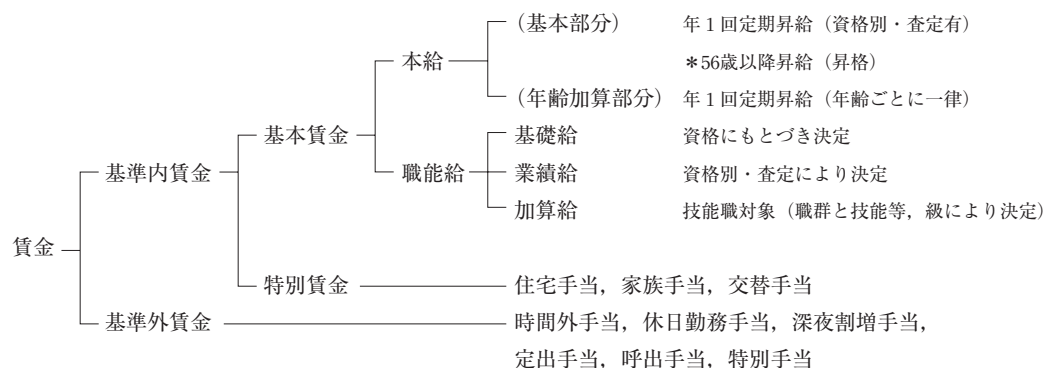 （基本部分） 年１回定期昇給（資格別・査定有）
本給 ＊56歳以降昇給（昇格）
（年齢加算部分） 年１回定期昇給（年齢ごとに一律）
基本賃金 基礎給 資格にもとづき決定
基準内賃金 職能給 業績給 資格別・査定により決定
加算給 技能職対象（職群と技能等，級により決定）
賃金
特別賃金 住宅手当，家族手当，交替手当
基準外賃金 時間外手当，休日勤務手当，深夜割増手当，
定出手当，呼出手当，特別手当